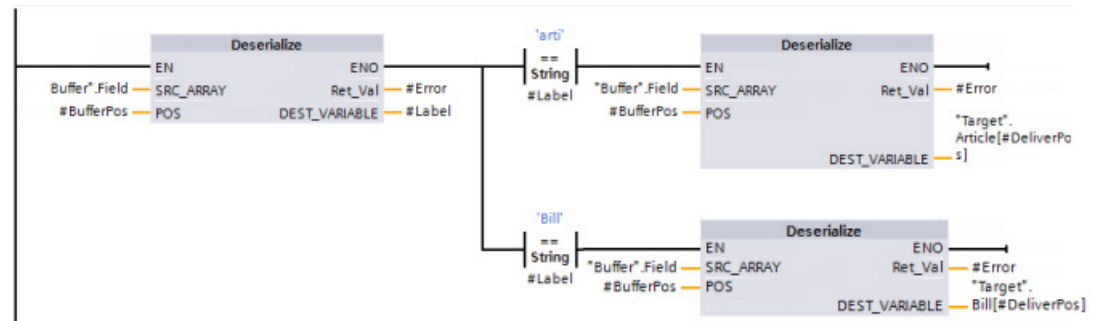 Deserialize
EN ENO
Buffer".Field SRC_ARRAY Ret_Val #Error
#BufferPos POS DEST_VARIABLE #Label
'arti'
==
String
#Label
Deserialize
EN ENO
"Buffer".Field SRC_ARRAY Ret_Val #Error
#BufferPos POS
"Target".
Article[#DeliverPo
DEST_VARIABLE s]
'Bill'
==
String
#Label
Deserialize
EN ENO
"Buffer".Field SRC_ARRAY Ret_Val #Error
#BufferPos POS "Target".
DEST_VARIABLE Bill[#DeliverPos]